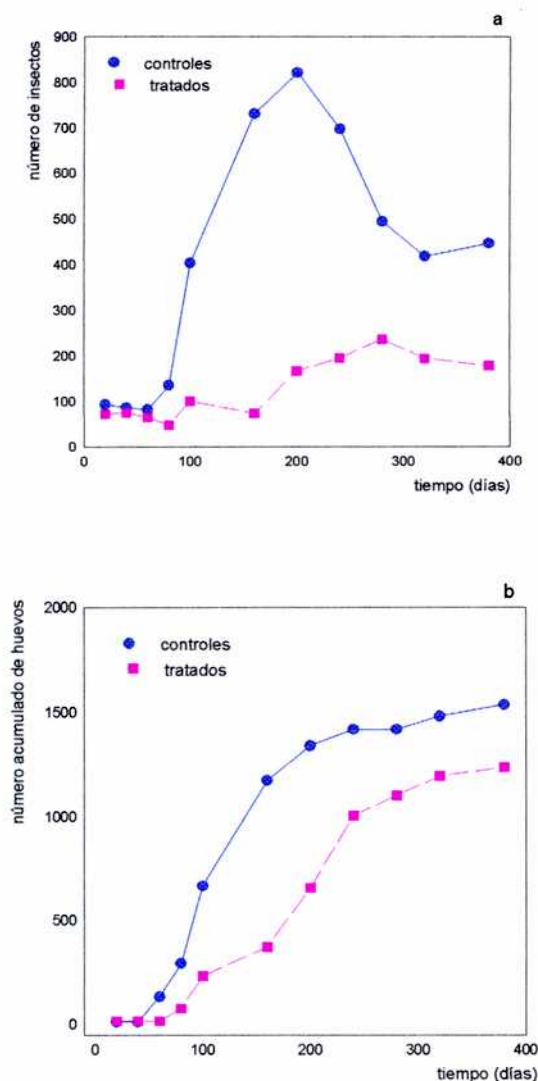 a
900
800
700
600
500
400
300
200
100
0
número de insectos
controles
tratados
0 100 200 300 400
tiempo (días)
b
2000
1500
1000
500
0
número acumulado de huevos
controles
tratados
0 100 200 300 400
tiempo (días)